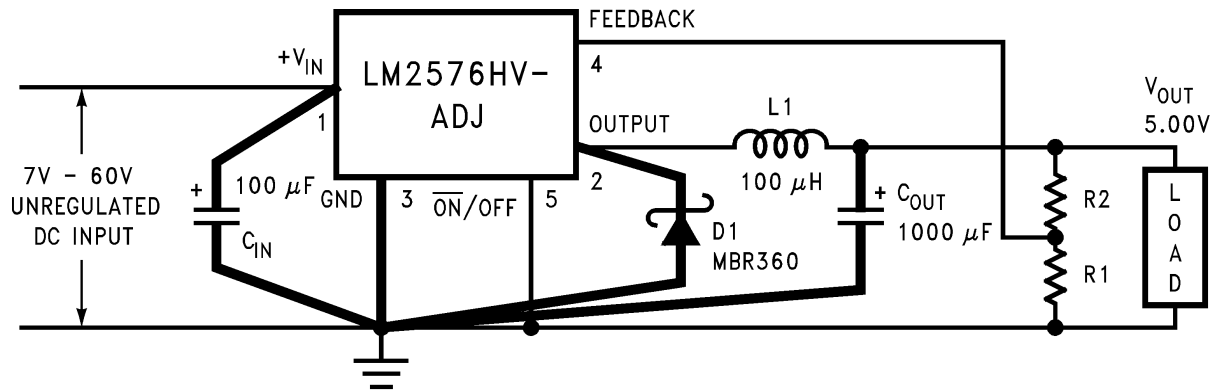 FEEDBACK
+V_IN
LM2576HV-
ADJ
4
L1
V_OUT
5.00V
1
OUTPUT
2
100 μH
7V – 60V
UNREGULATED
DC INPUT
+
100 μF
C_IN
GND
3
O̅N̅/OFF
5
D1
MBR360
+
C_OUT
1000 μF
R2
R1
LOAD